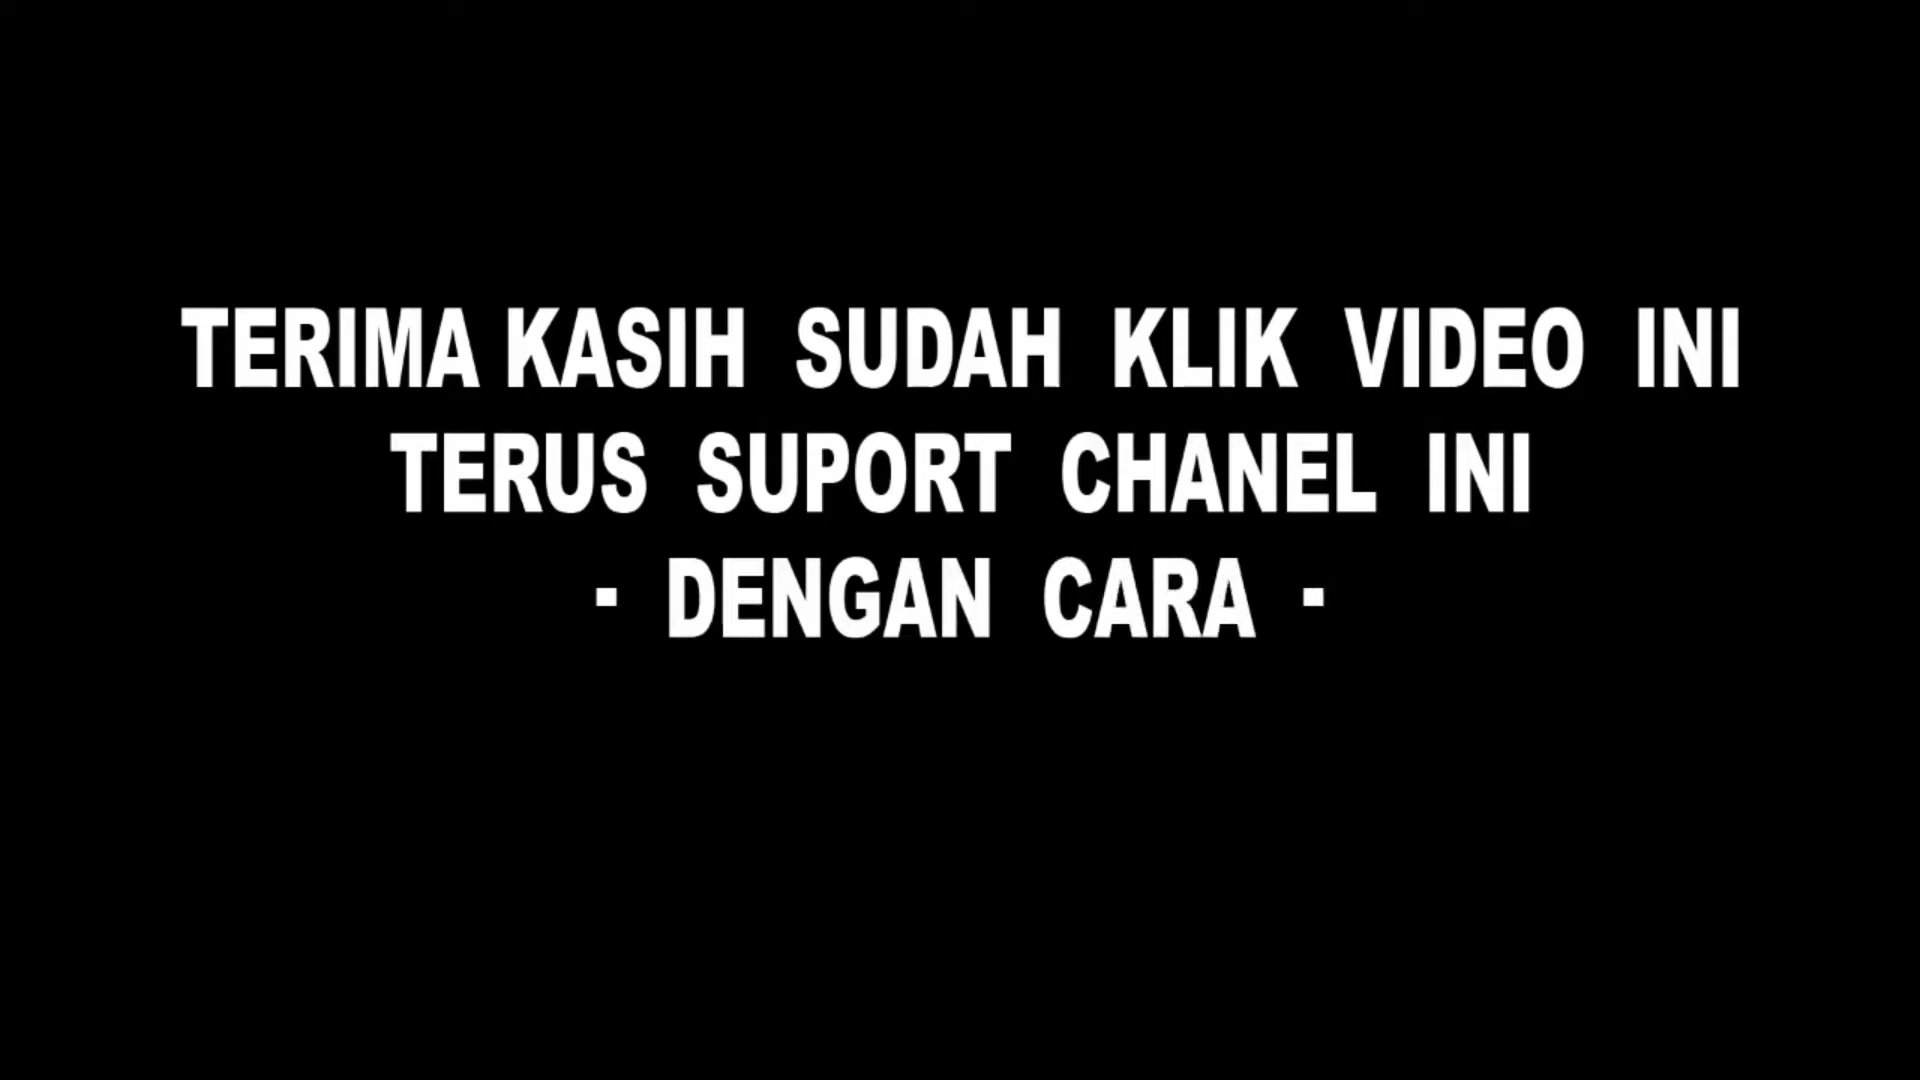 TERIMA KASIH SUDAH KLIK VIDEO INI
TERUS SUPORT CHANEL INI
- DENGAN CARA -